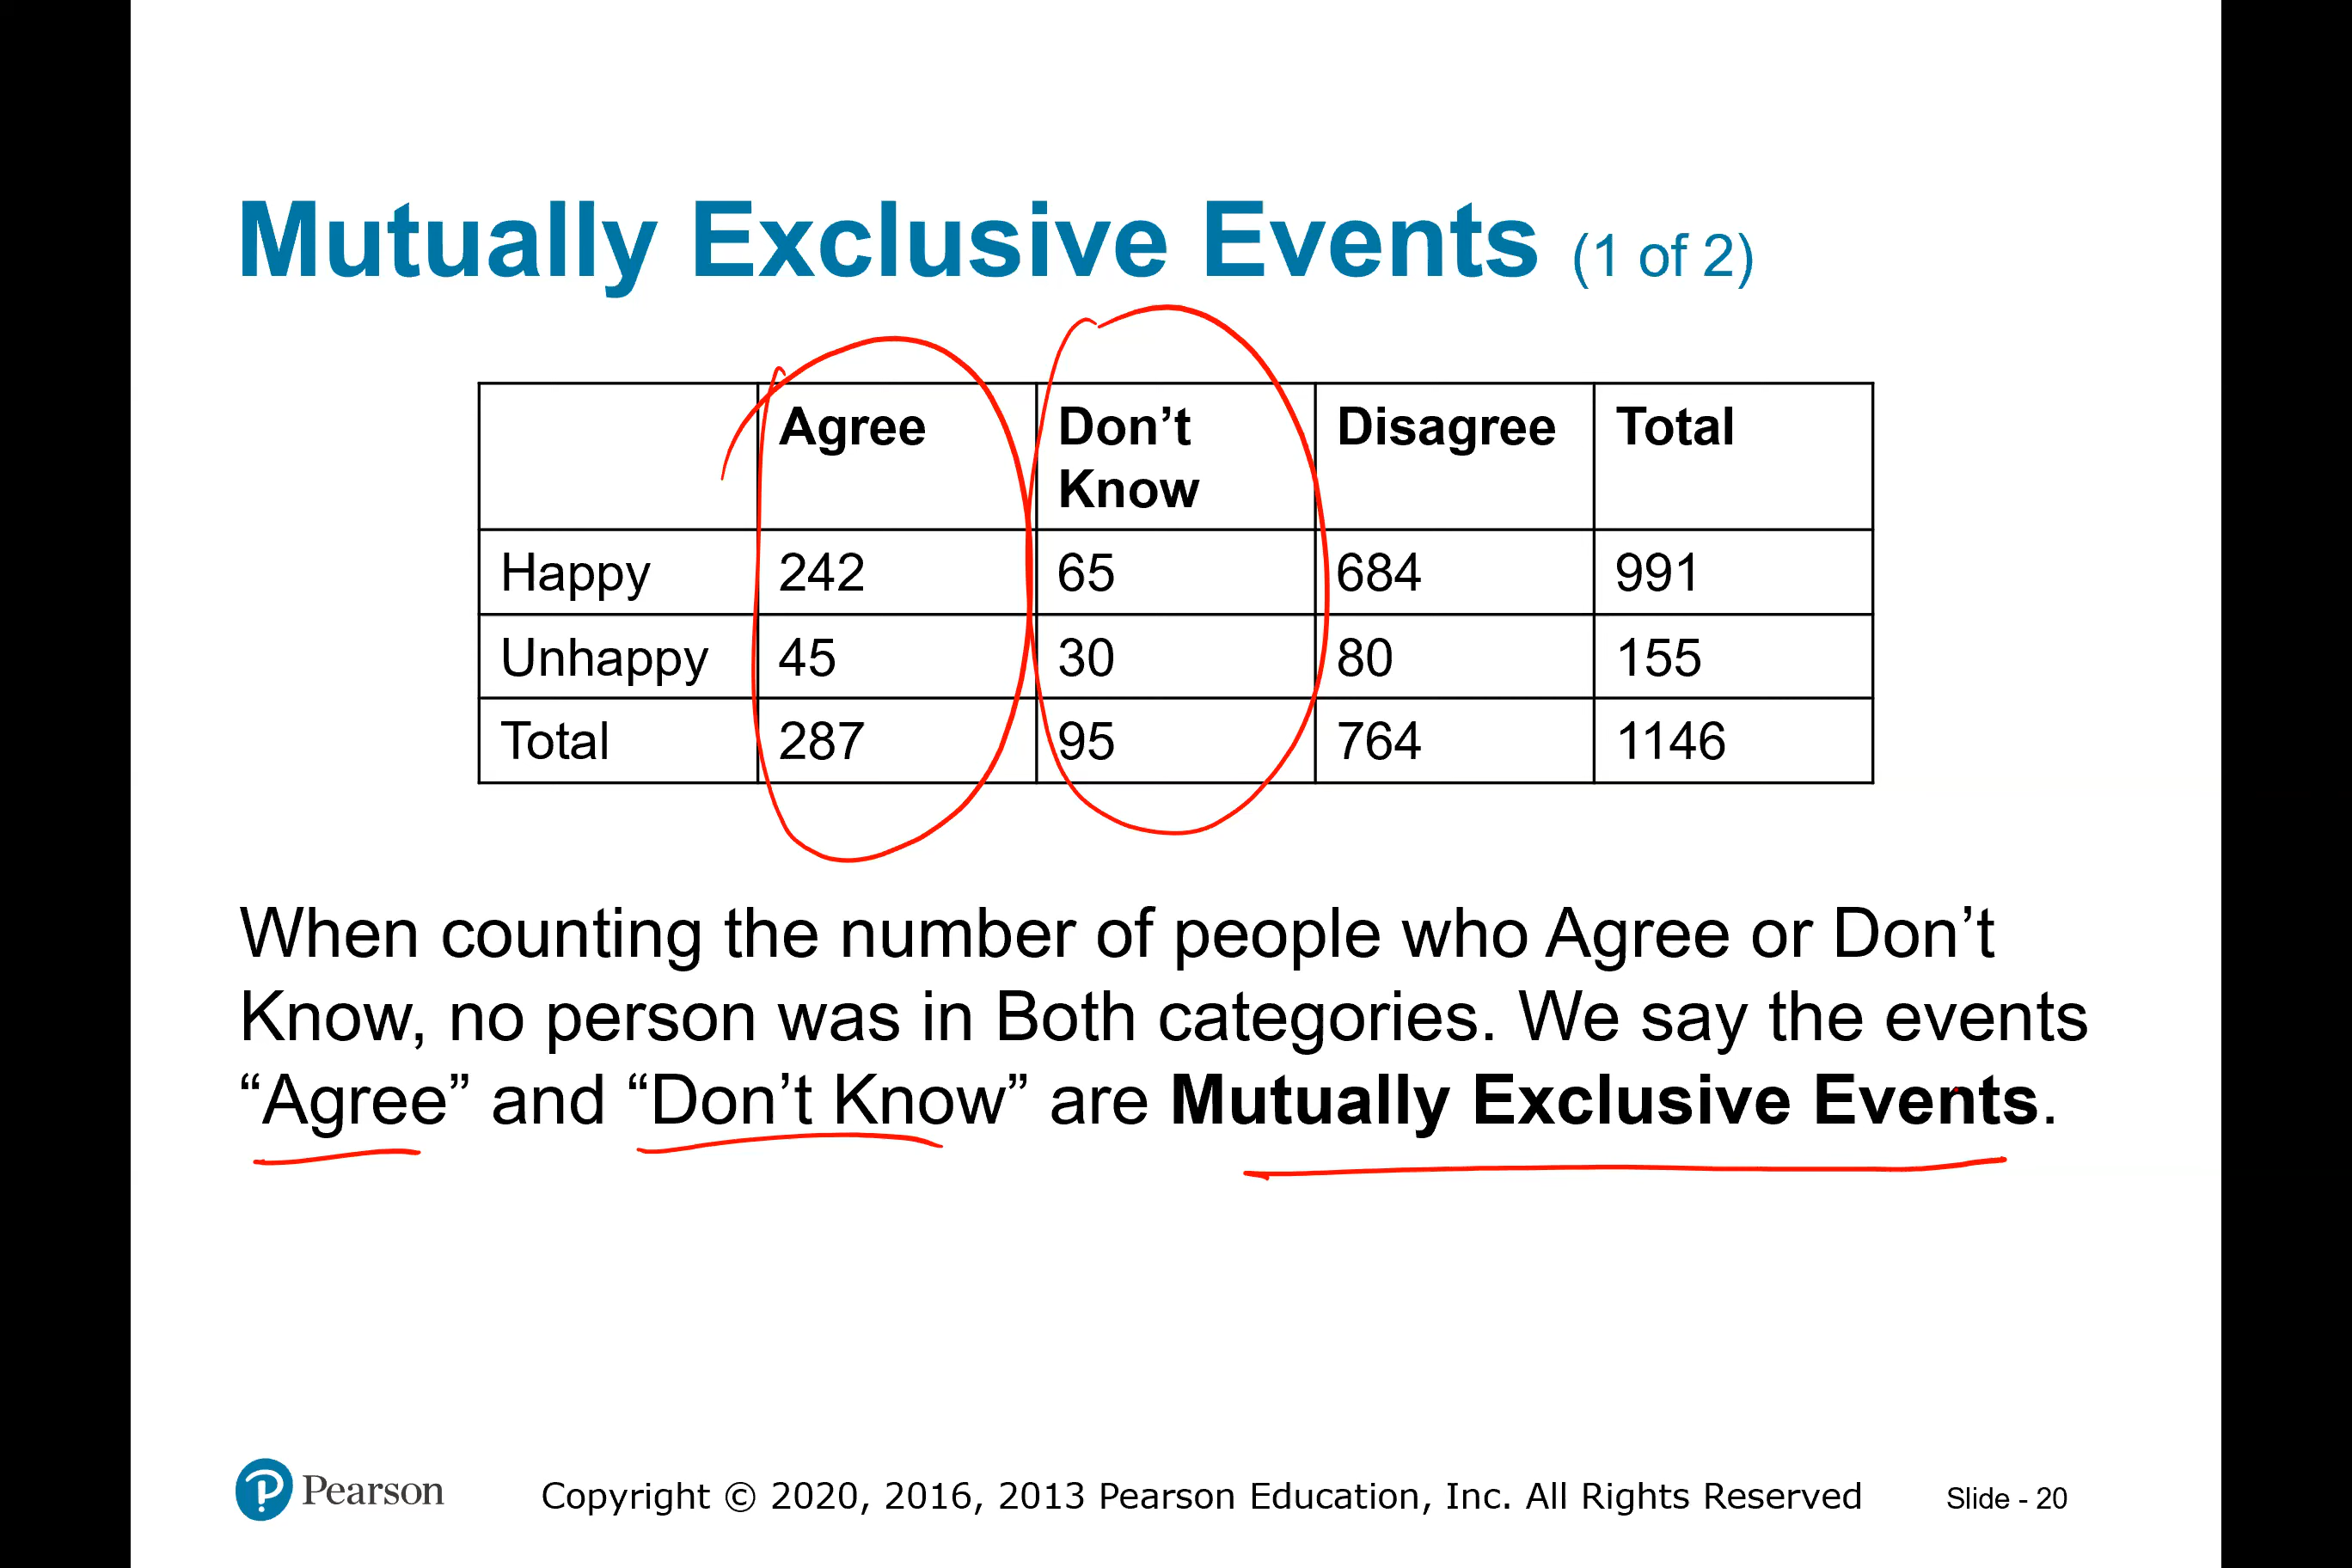 Mutually Exclusive Events (1 of 2)
Agree Don’t Disagree Total
Know
Happy 242 65 684 991
Unhappy 45 30 80 155
Total 287 95 764 1146
When counting the number of people who Agree or Don’t
Know, no person was in Both categories. We say the events
“Agree” and “Don’t Know” are Mutually Exclusive Events.
Pearson Copyright © 2020, 2016, 2013 Pearson Education, Inc. All Rights Reserved Slide - 20